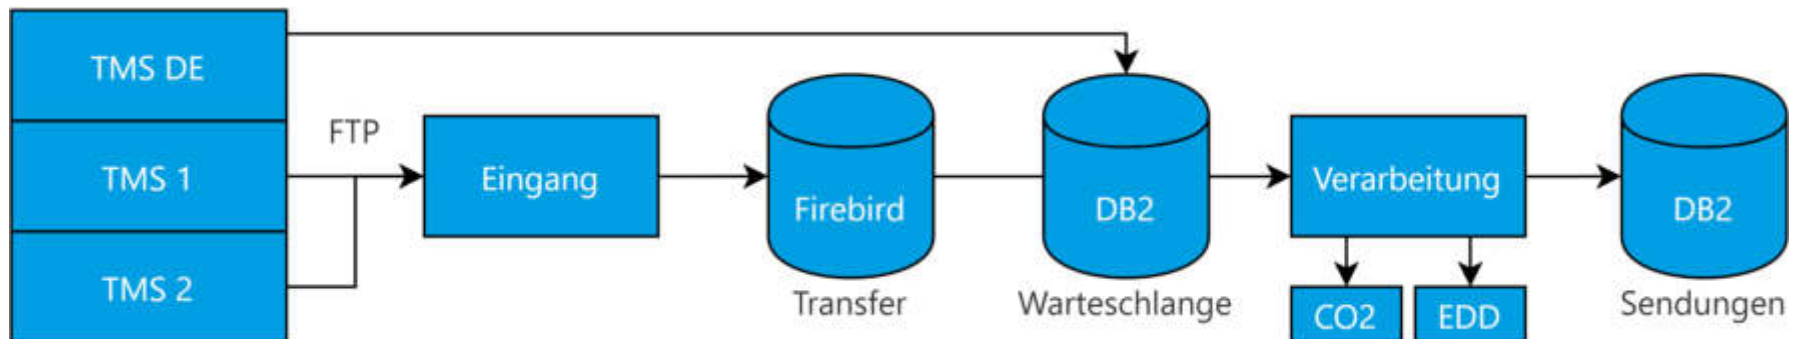 TMS DE
TMS 1
TMS 2
FTP
Eingang
Firebird
Transfer
DB2
Warteschlange
Verarbeitung
CO2
EDD
DB2
Sendungen